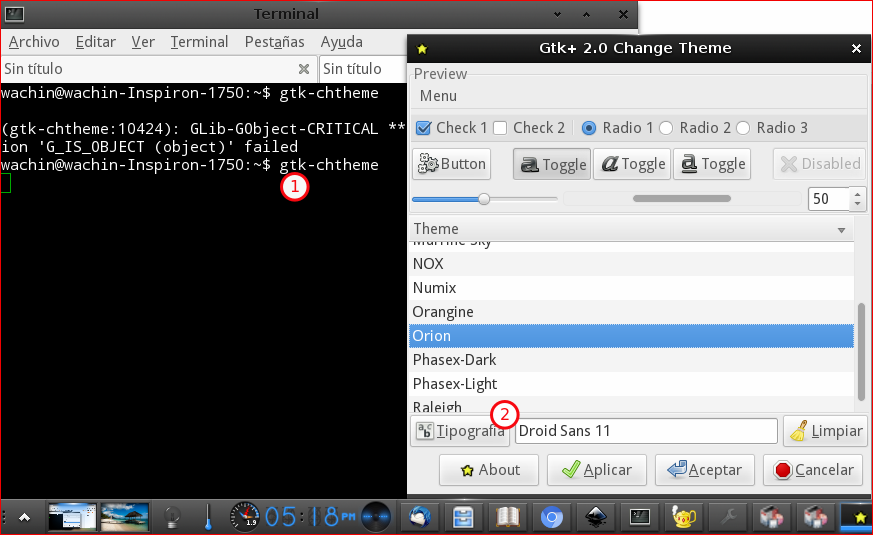 Terminal
Archivo Editar Ver Terminal Pestañas Ayuda
Sin título Sin título
wachin@wachin-Inspiron-1750:~$ gtk-chtheme
(gtk-chtheme:10424): GLib-GObject-CRITICAL **
ion 'G_IS_OBJECT (object)' failed
wachin@wachin-Inspiron-1750:~$ gtk-chtheme
1
Gtk+ 2.0 Change Theme
Preview
Menu
Check 1 Check 2 Radio 1 Radio 2 Radio 3
Button Toggle Toggle Toggle Disabled
50
Theme
Murrine Sky
NOX
Numix
Orangine
Orion
Phasex-Dark
Phasex-Light
Raleigh
2
Tipografía Droid Sans 11 Limpiar
About Aplicar Aceptar Cancelar
1.9 05:18PM